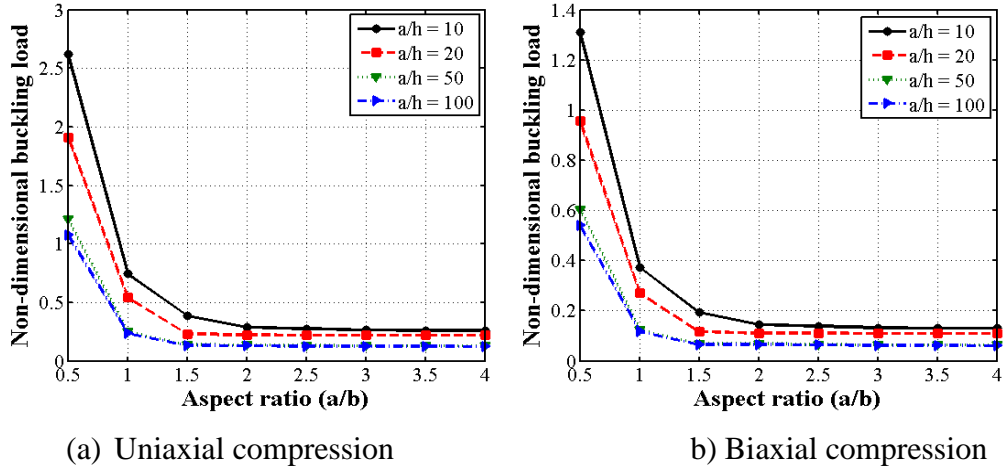 3
2.5
2
1.5
1
0.5
0
0.5 1 1.5 2 2.5 3 3.5 4
Non-dimensional buckling load
Aspect ratio (a/b)
a/h = 10
a/h = 20
a/h = 50
a/h = 100
(a) Uniaxial compression
1.4
1.2
1
0.8
0.6
0.4
0.2
0
0.5 1 1.5 2 2.5 3 3.5 4
Non-dimensional buckling load
Aspect ratio (a/b)
a/h = 10
a/h = 20
a/h = 50
a/h = 100
b) Biaxial compression